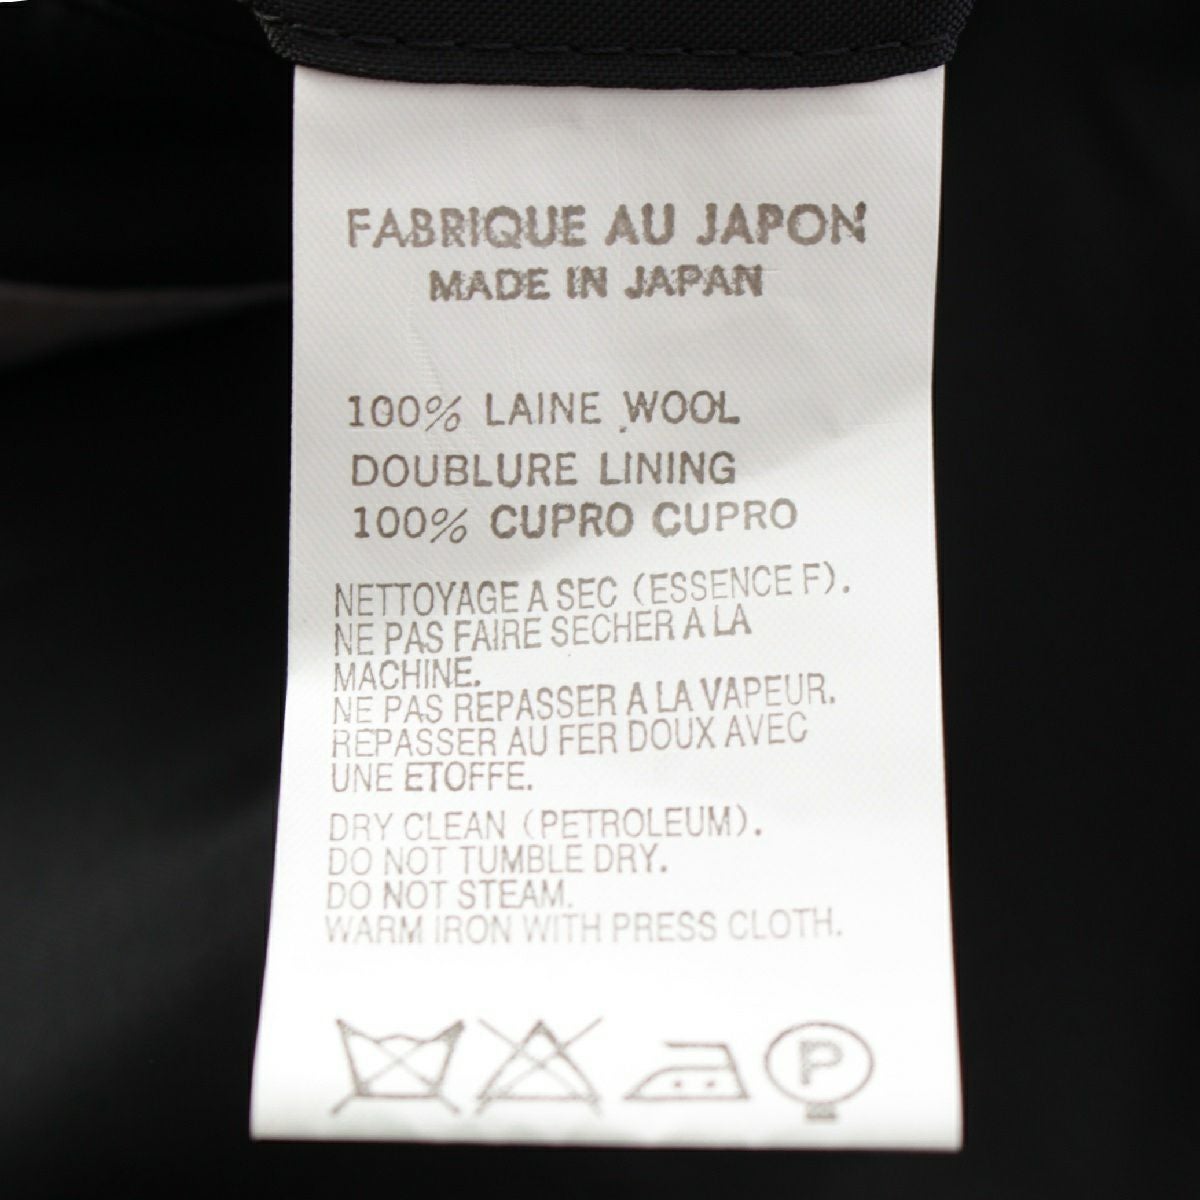 FABRIQUE AU JAPON
MADE IN JAPAN
100% LAINE WOOL
DOUBLURE LINING
100% CUPRO CUPRO
NETTOYAGE A SEC (ESSENCE F).
NE PAS FAIRE SECHER A LA
MACHINE.
NE PAS REPASSER A LA VAPEUR.
REPASSER AU FER DOUX AVEC
UNE ETOFFE.
DRY CLEAN (PETROLEUM).
DO NOT TUMBLE DRY.
DO NOT STEAM.
WARM IRON WITH PRESS CLOTH.
P